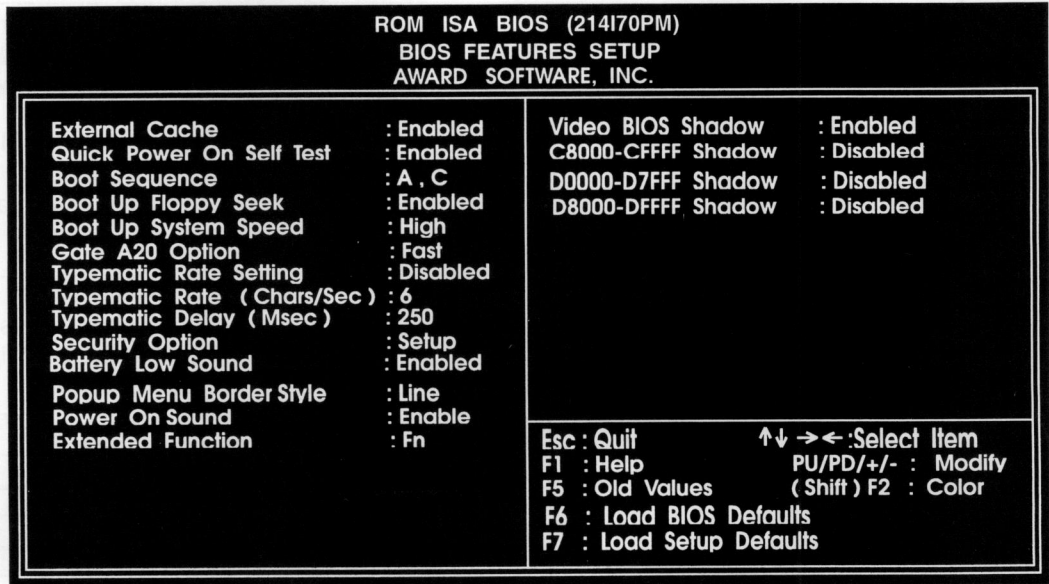 ROM ISA BIOS (214I70PM)
BIOS FEATURES SETUP
AWARD SOFTWARE, INC.
External Cache : Enabled
Quick Power On Self Test : Enabled
Boot Sequence : A , C
Boot Up Floppy Seek : Enabled
Boot Up System Speed : High
Gate A20 Option : Fast
Typematic Rate Setting : Disabled
Typematic Rate ( Chars/Sec ) : 6
Typematic Delay ( Msec ) : 250
Security Option : Setup
Battery Low Sound : Enabled
Popup Menu Border Style : Line
Power On Sound : Enable
Extended Function : Fn
Video BIOS Shadow : Enabled
C8000-CFFFF Shadow : Disabled
D0000-D7FFF Shadow : Disabled
D8000-DFFFF Shadow : Disabled
Esc : Quit ↑↓ → ← :Select Item
F1 : Help PU/PD/+/- : Modify
F5 : Old Values ( Shift ) F2 : Color
F6 : Load BIOS Defaults
F7 : Load Setup Defaults